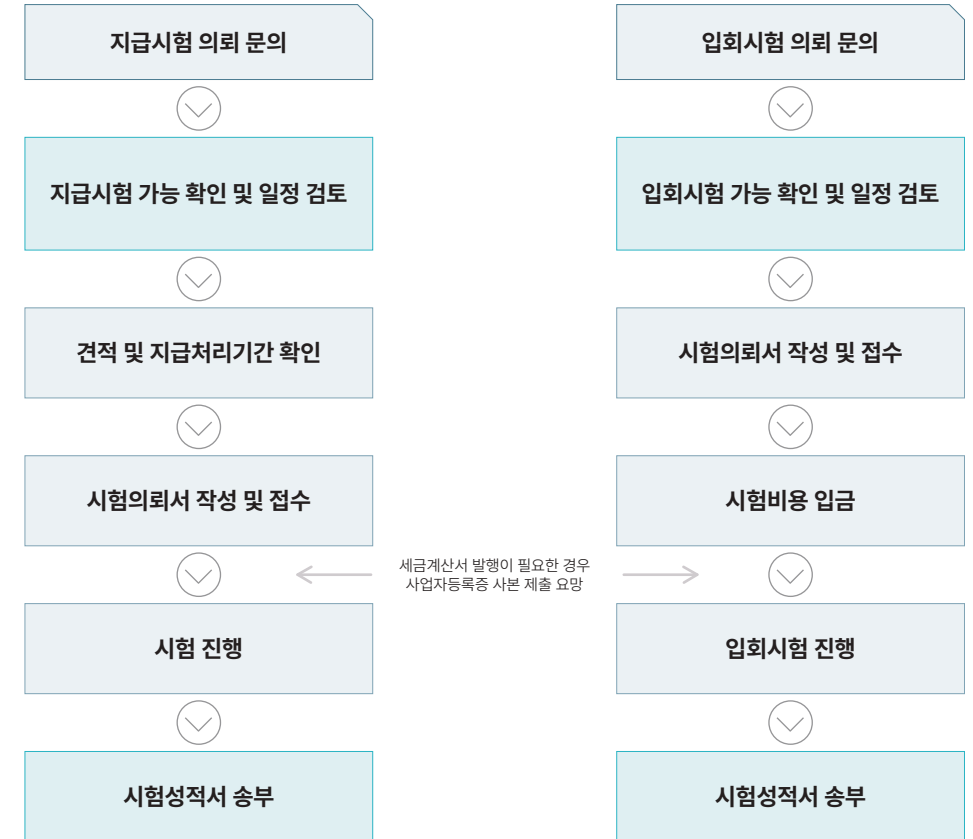 지급시험 의뢰 문의
지급시험 가능 확인 및 일정 검토
견적 및 지급처리기간 확인
시험의뢰서 작성 및 접수
시험 진행
시험성적서 송부
세금계산서 발행이 필요한 경우
사업자등록증 사본 제출 요망
입회시험 의뢰 문의
입회시험 가능 확인 및 일정 검토
시험의뢰서 작성 및 접수
시험비용 입금
입회시험 진행
시험성적서 송부